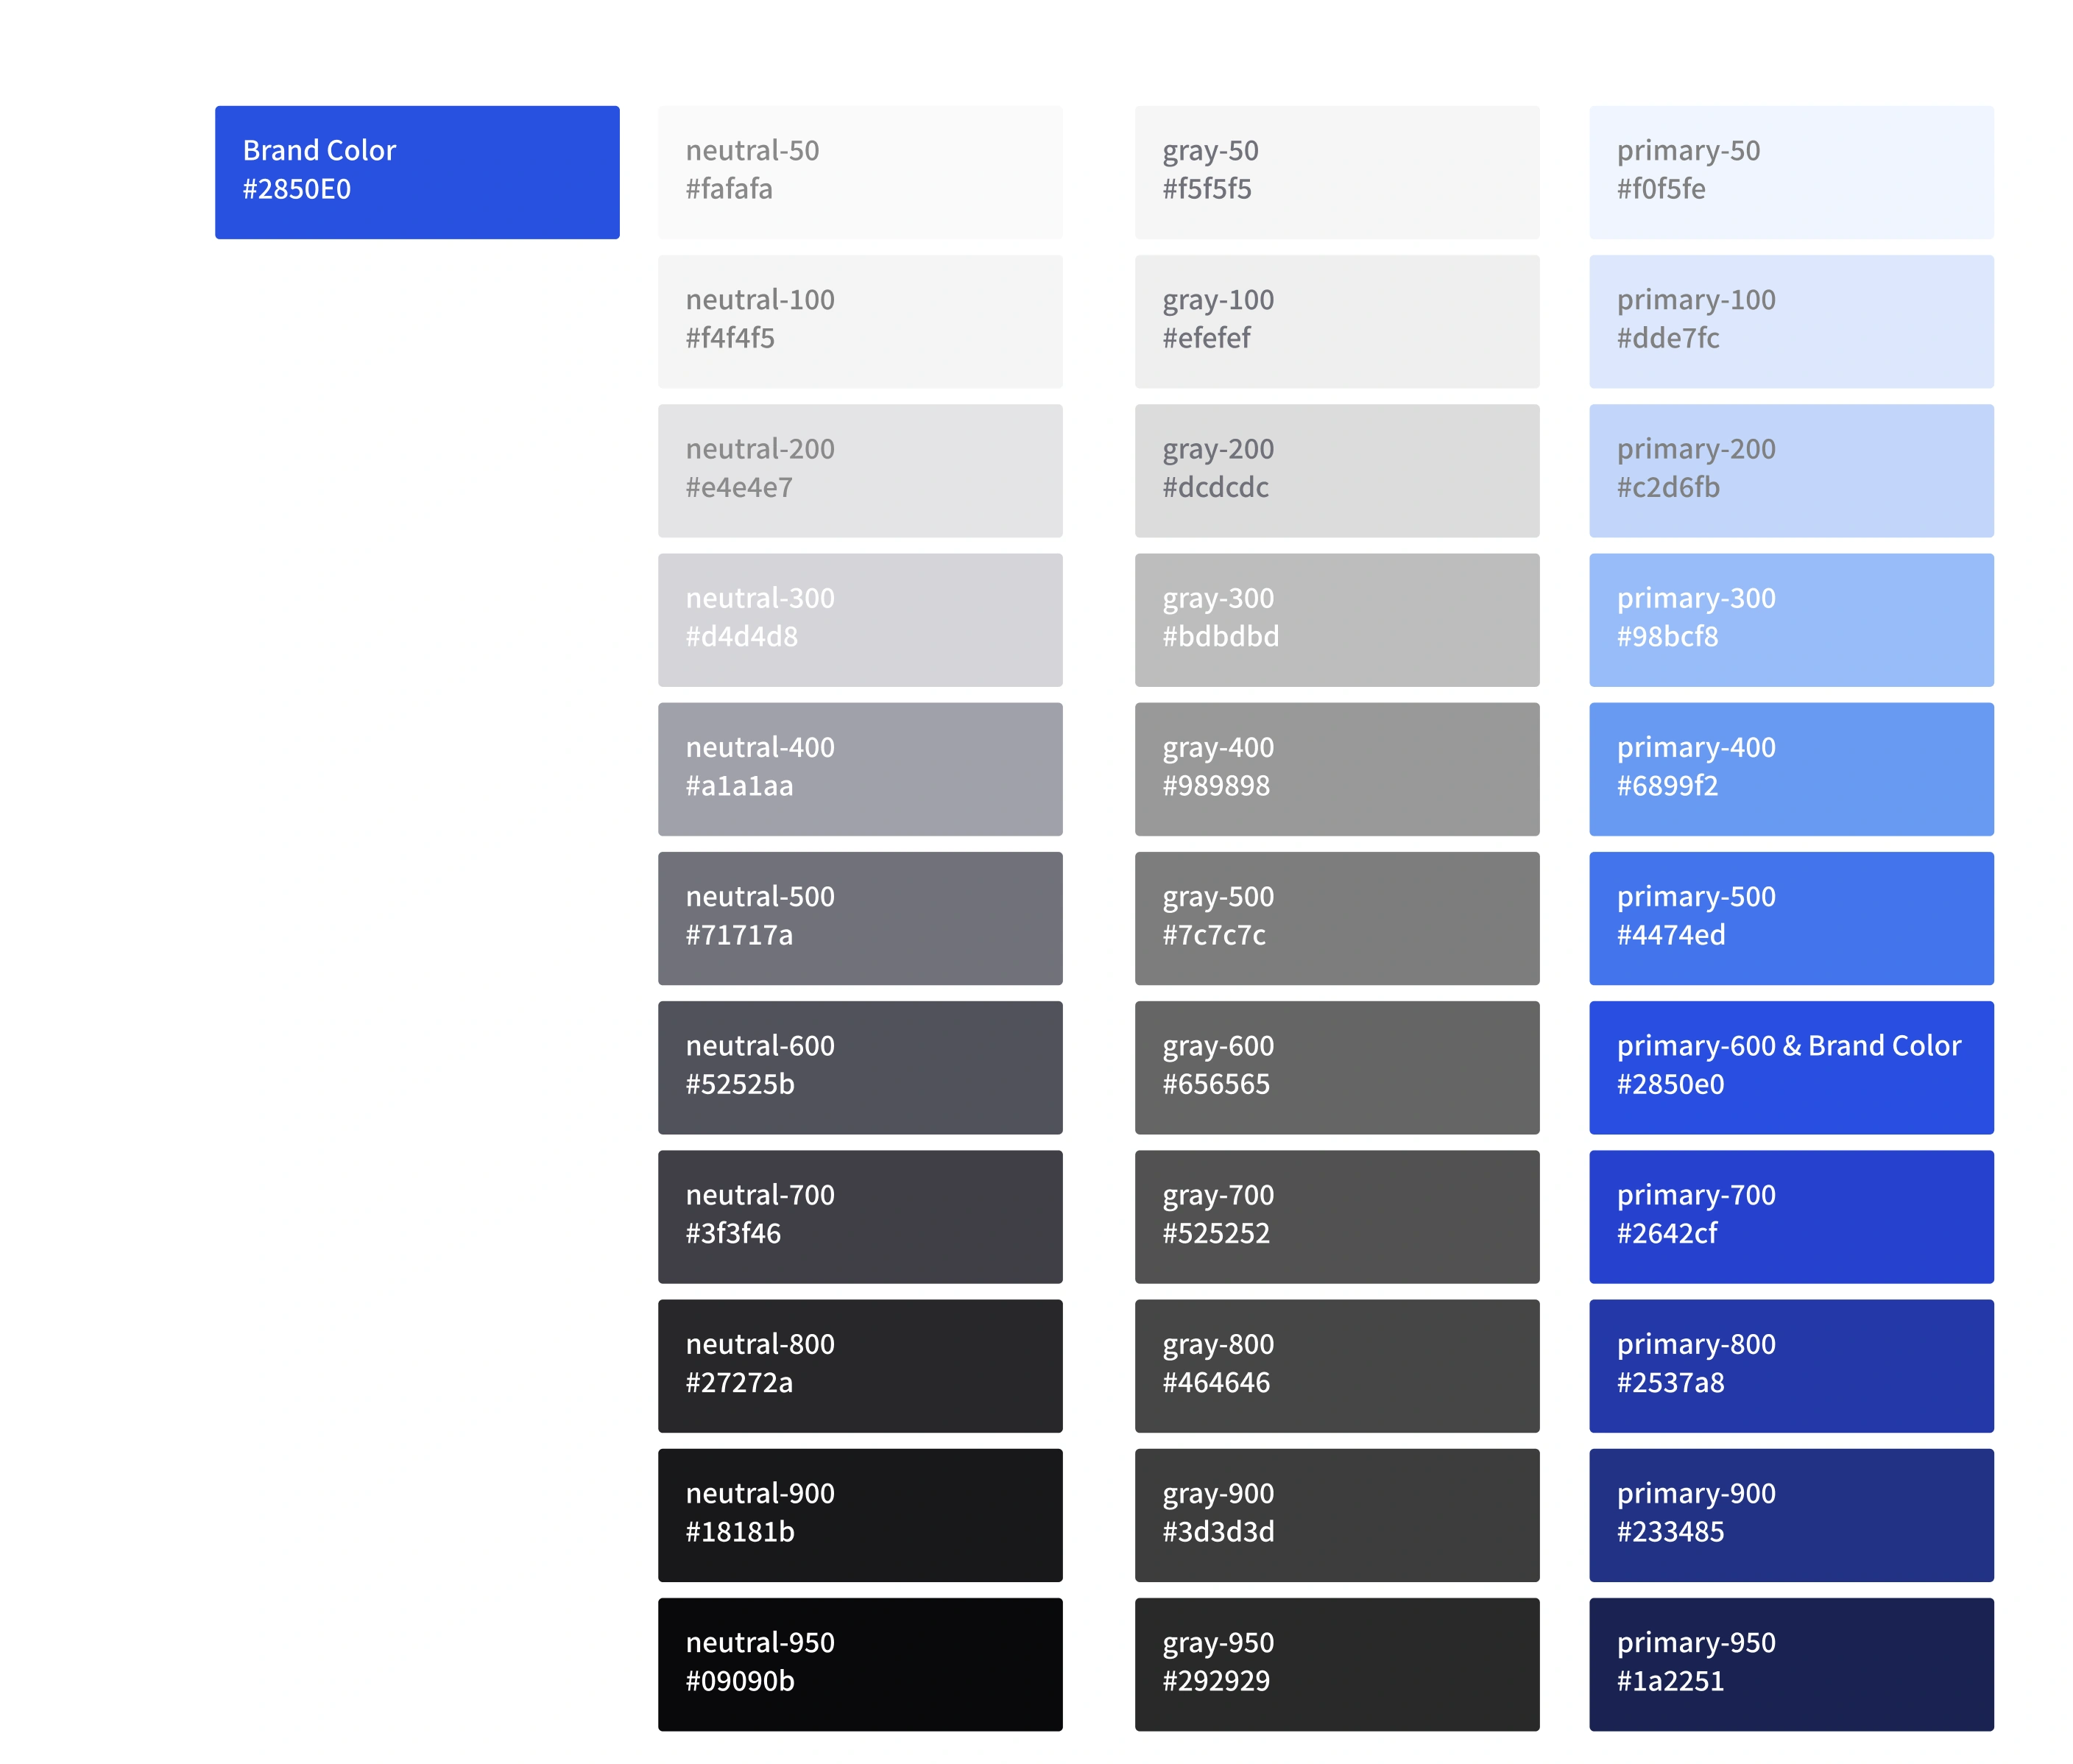 Brand Color
#2850E0
neutral-50
#fafafa
neutral-100
#f4f4f5
neutral-200
#e4e4e7
neutral-300
#d4d4d8
neutral-400
#a1a1aa
neutral-500
#71717a
neutral-600
#52525b
neutral-700
#3f3f46
neutral-800
#27272a
neutral-900
#18181b
neutral-950
#09090b
gray-50
#f5f5f5
gray-100
#efefef
gray-200
#dcdcdc
gray-300
#bdbdbd
gray-400
#989898
gray-500
#7c7c7c
gray-600
#656565
gray-700
#525252
gray-800
#464646
gray-900
#3d3d3d
gray-950
#292929
primary-50
#f0f5fe
primary-100
#dde7fc
primary-200
#c2d6fb
primary-300
#98bcf8
primary-400
#6899f2
primary-500
#4474ed
primary-600 & Brand Color
#2850e0
primary-700
#2642cf
primary-800
#2537a8
primary-900
#233485
primary-950
#1a2251